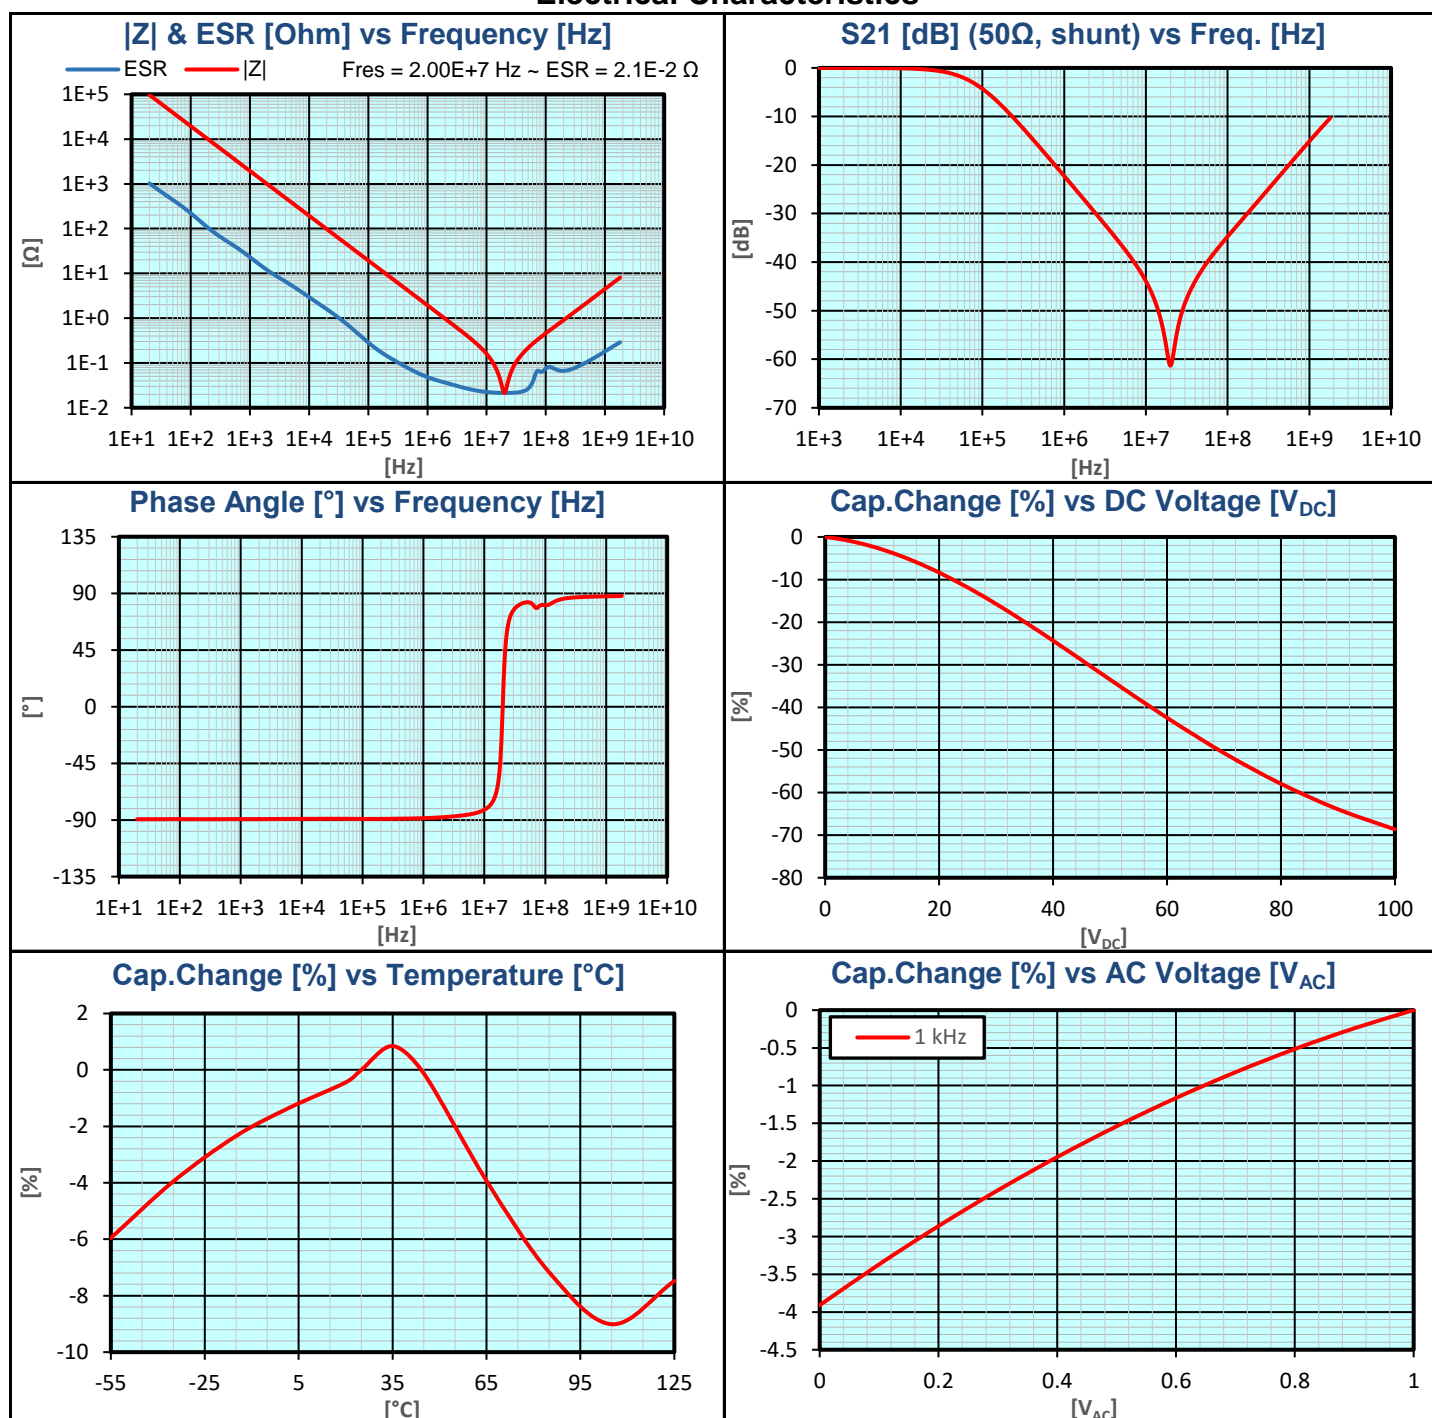 |Z| & ESR [Ohm] vs Frequency [Hz]
ESR |Z| Fres = 2.00E+7 Hz ~ ESR = 2.1E-2 Ω
1E+5
1E+4
1E+3
1E+2
1E+1
1E+0
1E-1
1E-2
[Ω]
1E+1 1E+2 1E+3 1E+4 1E+5 1E+6 1E+7 1E+8 1E+9 1E+10
[Hz]
S21 [dB] (50Ω, shunt) vs Freq. [Hz]
0
-10
-20
-30
-40
-50
-60
-70
[dB]
1E+3 1E+4 1E+5 1E+6 1E+7 1E+8 1E+9 1E+10
[Hz]
Phase Angle [°] vs Frequency [Hz]
135
90
45
0
-45
-90
-135
[°]
1E+1 1E+2 1E+3 1E+4 1E+5 1E+6 1E+7 1E+8 1E+9 1E+10
[Hz]
Cap.Change [%] vs DC Voltage [VDC]
0
-10
-20
-30
-40
-50
-60
-70
-80
[%]
0 20 40 60 80 100
[VDC]
Cap.Change [%] vs Temperature [°C]
2
0
-2
-4
-6
-8
-10
[%]
-55 -25 5 35 65 95 125
[°C]
Cap.Change [%] vs AC Voltage [VAC]
1 kHz
0
-0.5
-1
-1.5
-2
-2.5
-3
-3.5
-4
-4.5
[%]
0 0.2 0.4 0.6 0.8 1
[VAC]